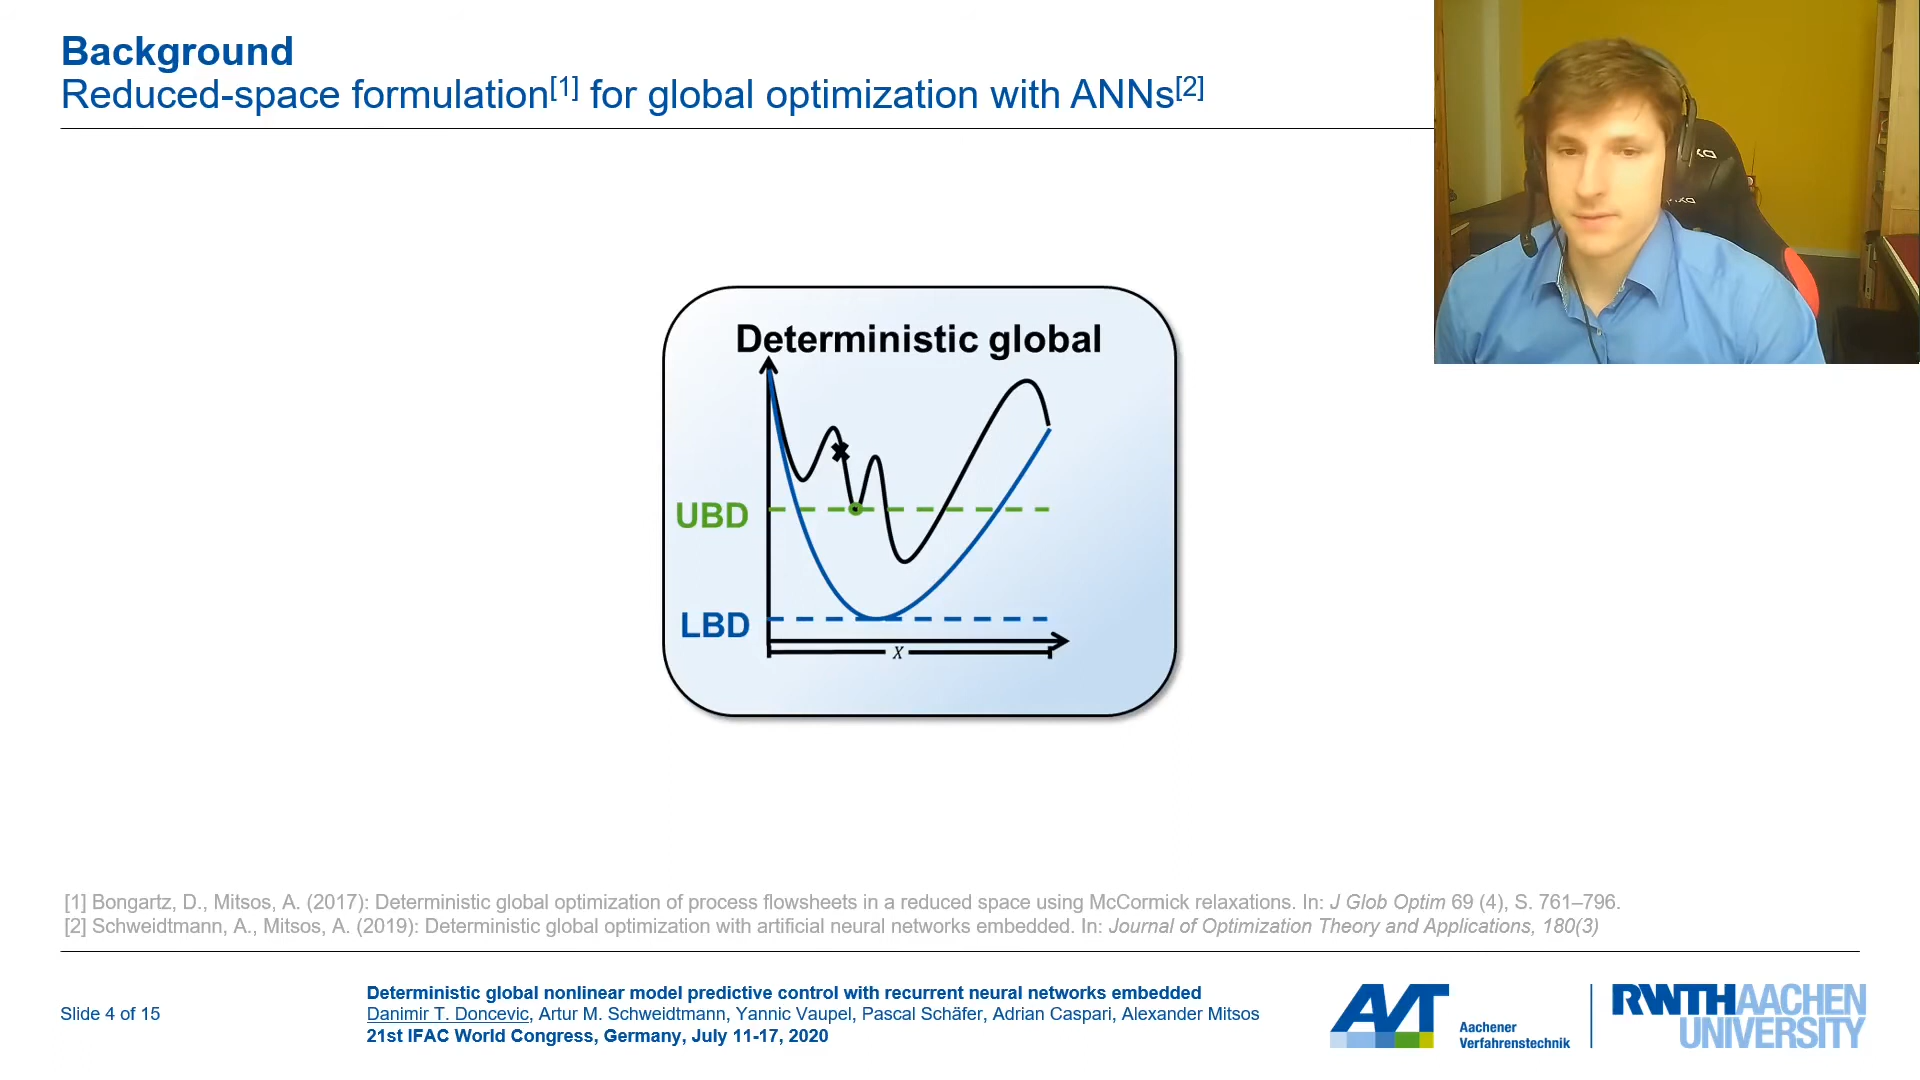 Background
Reduced-space formulation[1] for global optimization with ANNs[2]
Deterministic global
UBD
LBD
X
[1] Bongartz, D., Mitsos, A. (2017): Deterministic global optimization of process flowsheets in a reduced space using McCormick relaxations. In: J Glob Optim 69 (4), S. 761–796.
[2] Schweidtmann, A., Mitsos, A. (2019): Deterministic global optimization with artificial neural networks embedded. In: Journal of Optimization Theory and Applications, 180(3)
Slide 4 of 15
Deterministic global nonlinear model predictive control with recurrent neural networks embedded
Danimir T. Doncevic, Artur M. Schweidtmann, Yannic Vaupel, Pascal Schäfer, Adrian Caspari, Alexander Mitsos
21st IFAC World Congress, Germany, July 11-17, 2020
AVT
Aachener
Verfahrenstechnik
RWTH AACHEN
UNIVERSITY